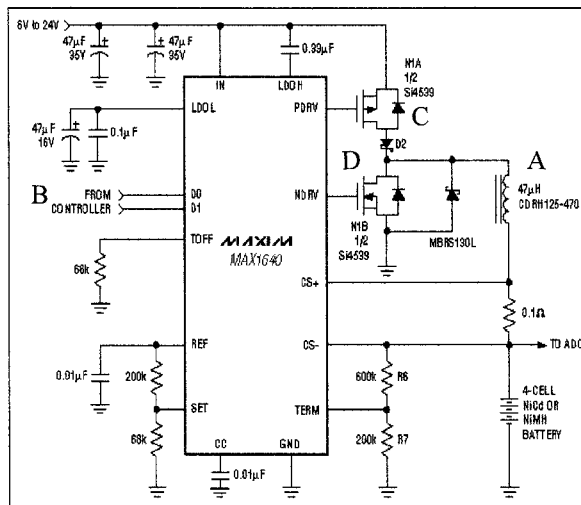 6V to 24V
47µF
35V
47µF
35V
0.33µF
IN
LDOH
N1A
1/2
Si4539
PDRV
C
LDOL
D2
47µF
16V
0.1µF
D
A
B
FROM
CONTROLLER
D0
D1
NDRV
47µH
CDRH125-470
TOFF
MAXIM
MAX1640
N1B
1/2
Si4539
MBRS130L
68k
CS+
0.1Ω
REF
CS-
TO ADC
0.01µF
200k
600k
R6
4-CELL
NiCd OR
NiMH
BATTERY
SET
TERM
68k
200k
R7
CC
GND
0.01µF